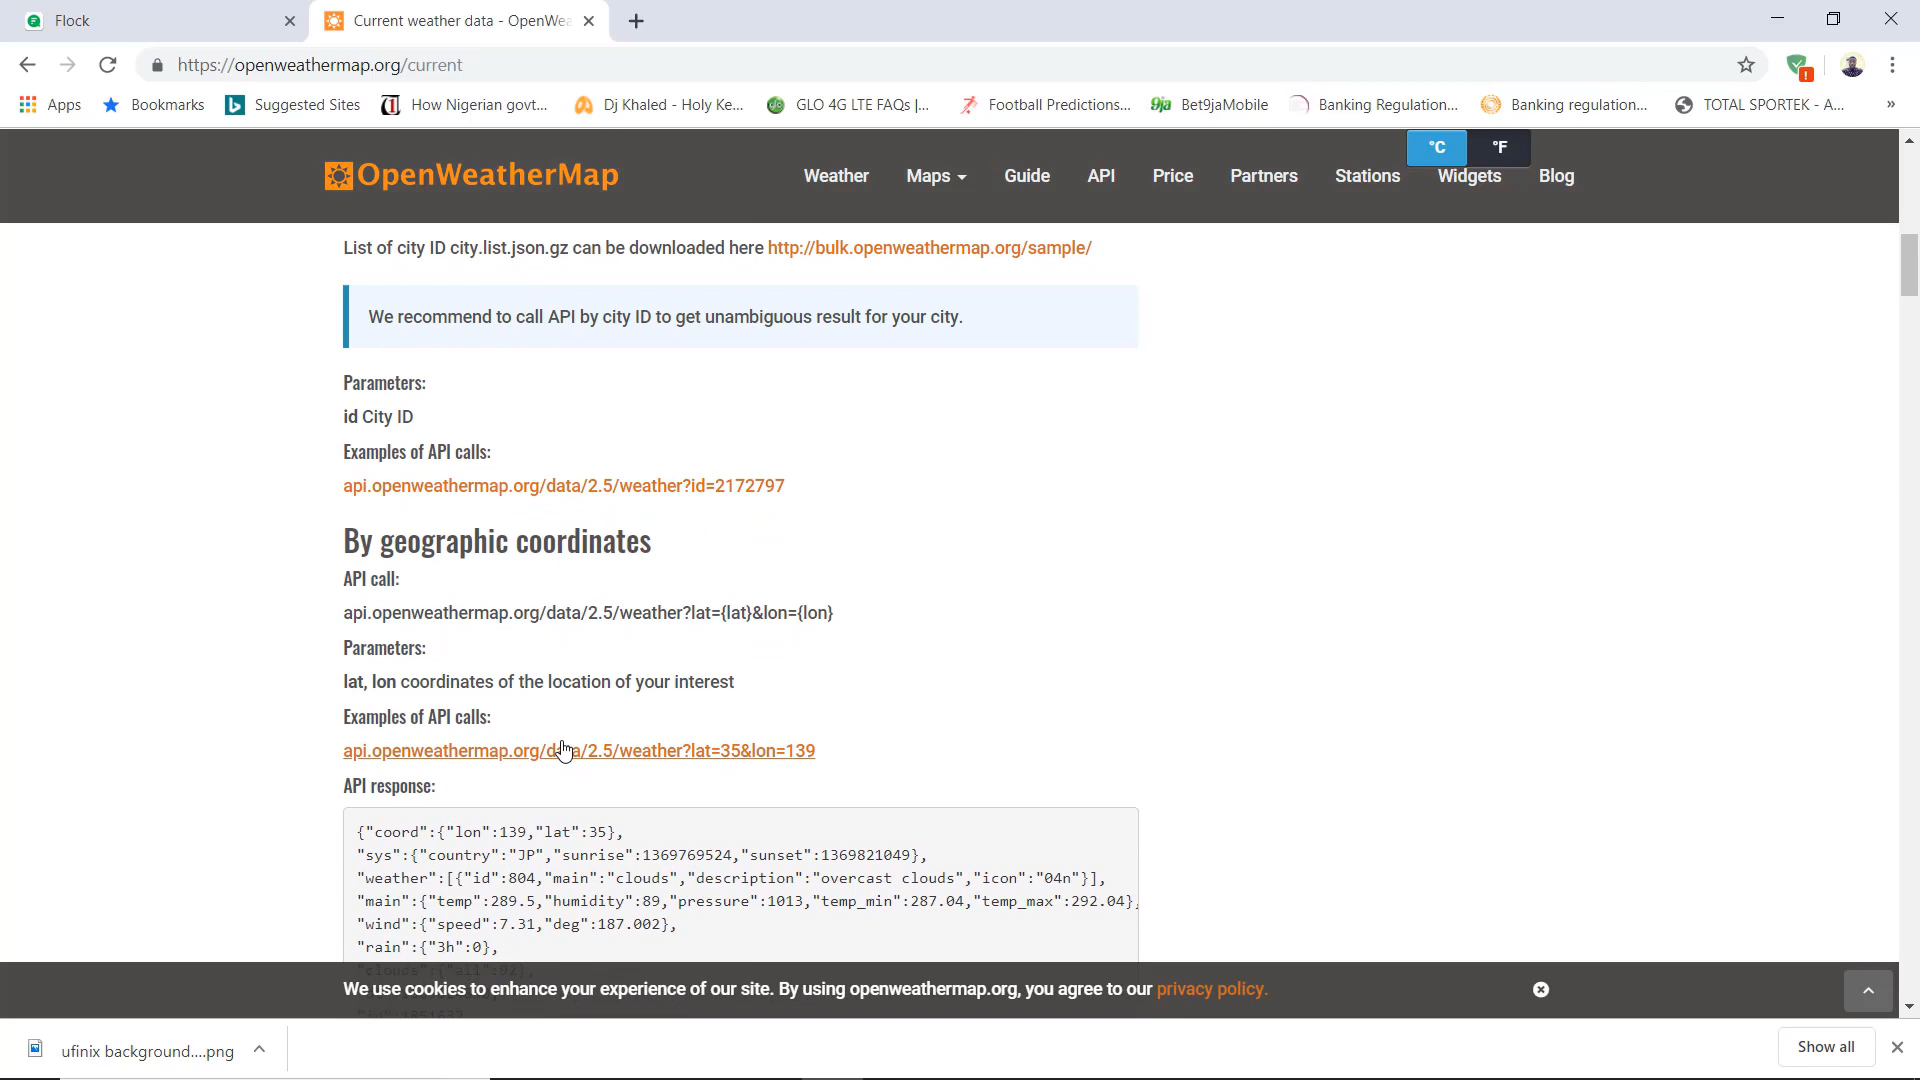 Flock
Current weather data - OpenWea
https://openweathermap.org/current
Apps Bookmarks Suggested Sites How Nigerian govt... Dj Khaled - Holy Ke... GLO 4G LTE FAQs |... Football Predictions... 9ja Bet9jaMobile Banking Regulation... Banking regulation... TOTAL SPORTEK - A... »
°C °F
OpenWeatherMap Weather Maps Guide API Price Partners Stations Widgets Blog
List of city ID city.list.json.gz can be downloaded here http://bulk.openweathermap.org/sample/
We recommend to call API by city ID to get unambiguous result for your city.
Parameters:
id City ID
Examples of API calls:
api.openweathermap.org/data/2.5/weather?id=2172797
By geographic coordinates
API call:
api.openweathermap.org/data/2.5/weather?lat={lat}&lon={lon}
Parameters:
lat, lon coordinates of the location of your interest
Examples of API calls:
api.openweathermap.org/data/2.5/weather?lat=35&lon=139
API response:
{"coord":{"lon":139,"lat":35},
"sys":{"country":"JP","sunrise":1369769524,"sunset":1369821049},
"weather":[{"id":804,"main":"clouds","description":"overcast clouds","icon":"04n"}],
"main":{"temp":289.5,"humidity":89,"pressure":1013,"temp_min":287.04,"temp_max":292.04},
"wind":{"speed":7.31,"deg":187.002},
"rain":{"3h":0},
"clouds":{"all":92},
We use cookies to enhance your experience of our site. By using openweathermap.org, you agree to our privacy policy.
ufinix background....png
Show all